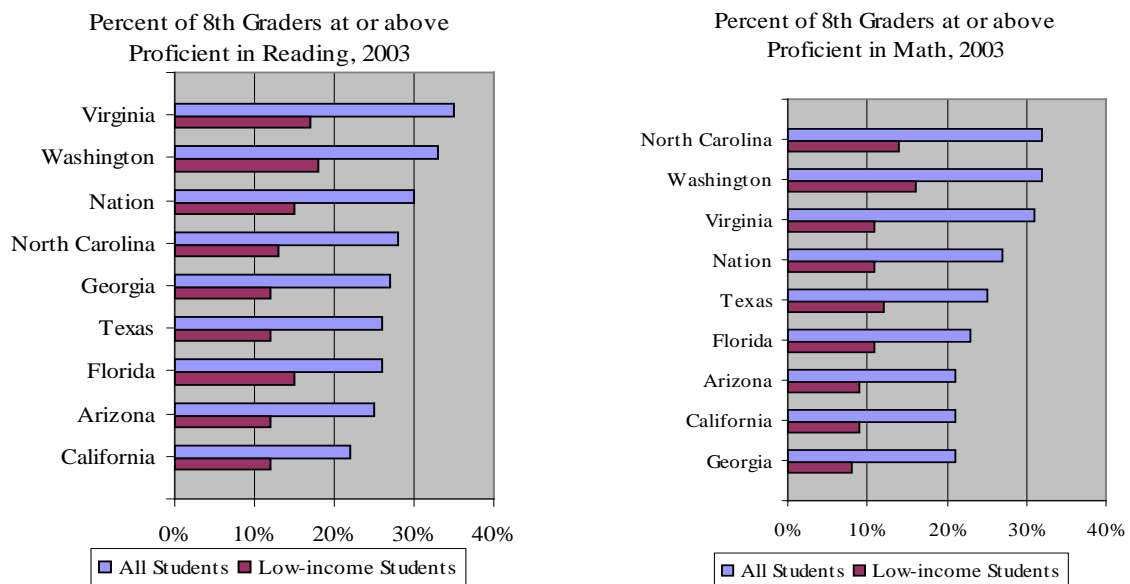 Percent of 8th Graders at or above
Proficient in Reading, 2003
Virginia
Washington
Nation
North Carolina
Georgia
Texas
Florida
Arizona
California
0% 10% 20% 30% 40%
All Students Low-income Students
Percent of 8th Graders at or above
Proficient in Math, 2003
North Carolina
Washington
Virginia
Nation
Texas
Florida
Arizona
California
Georgia
0% 10% 20% 30% 40%
All Students Low-income Students